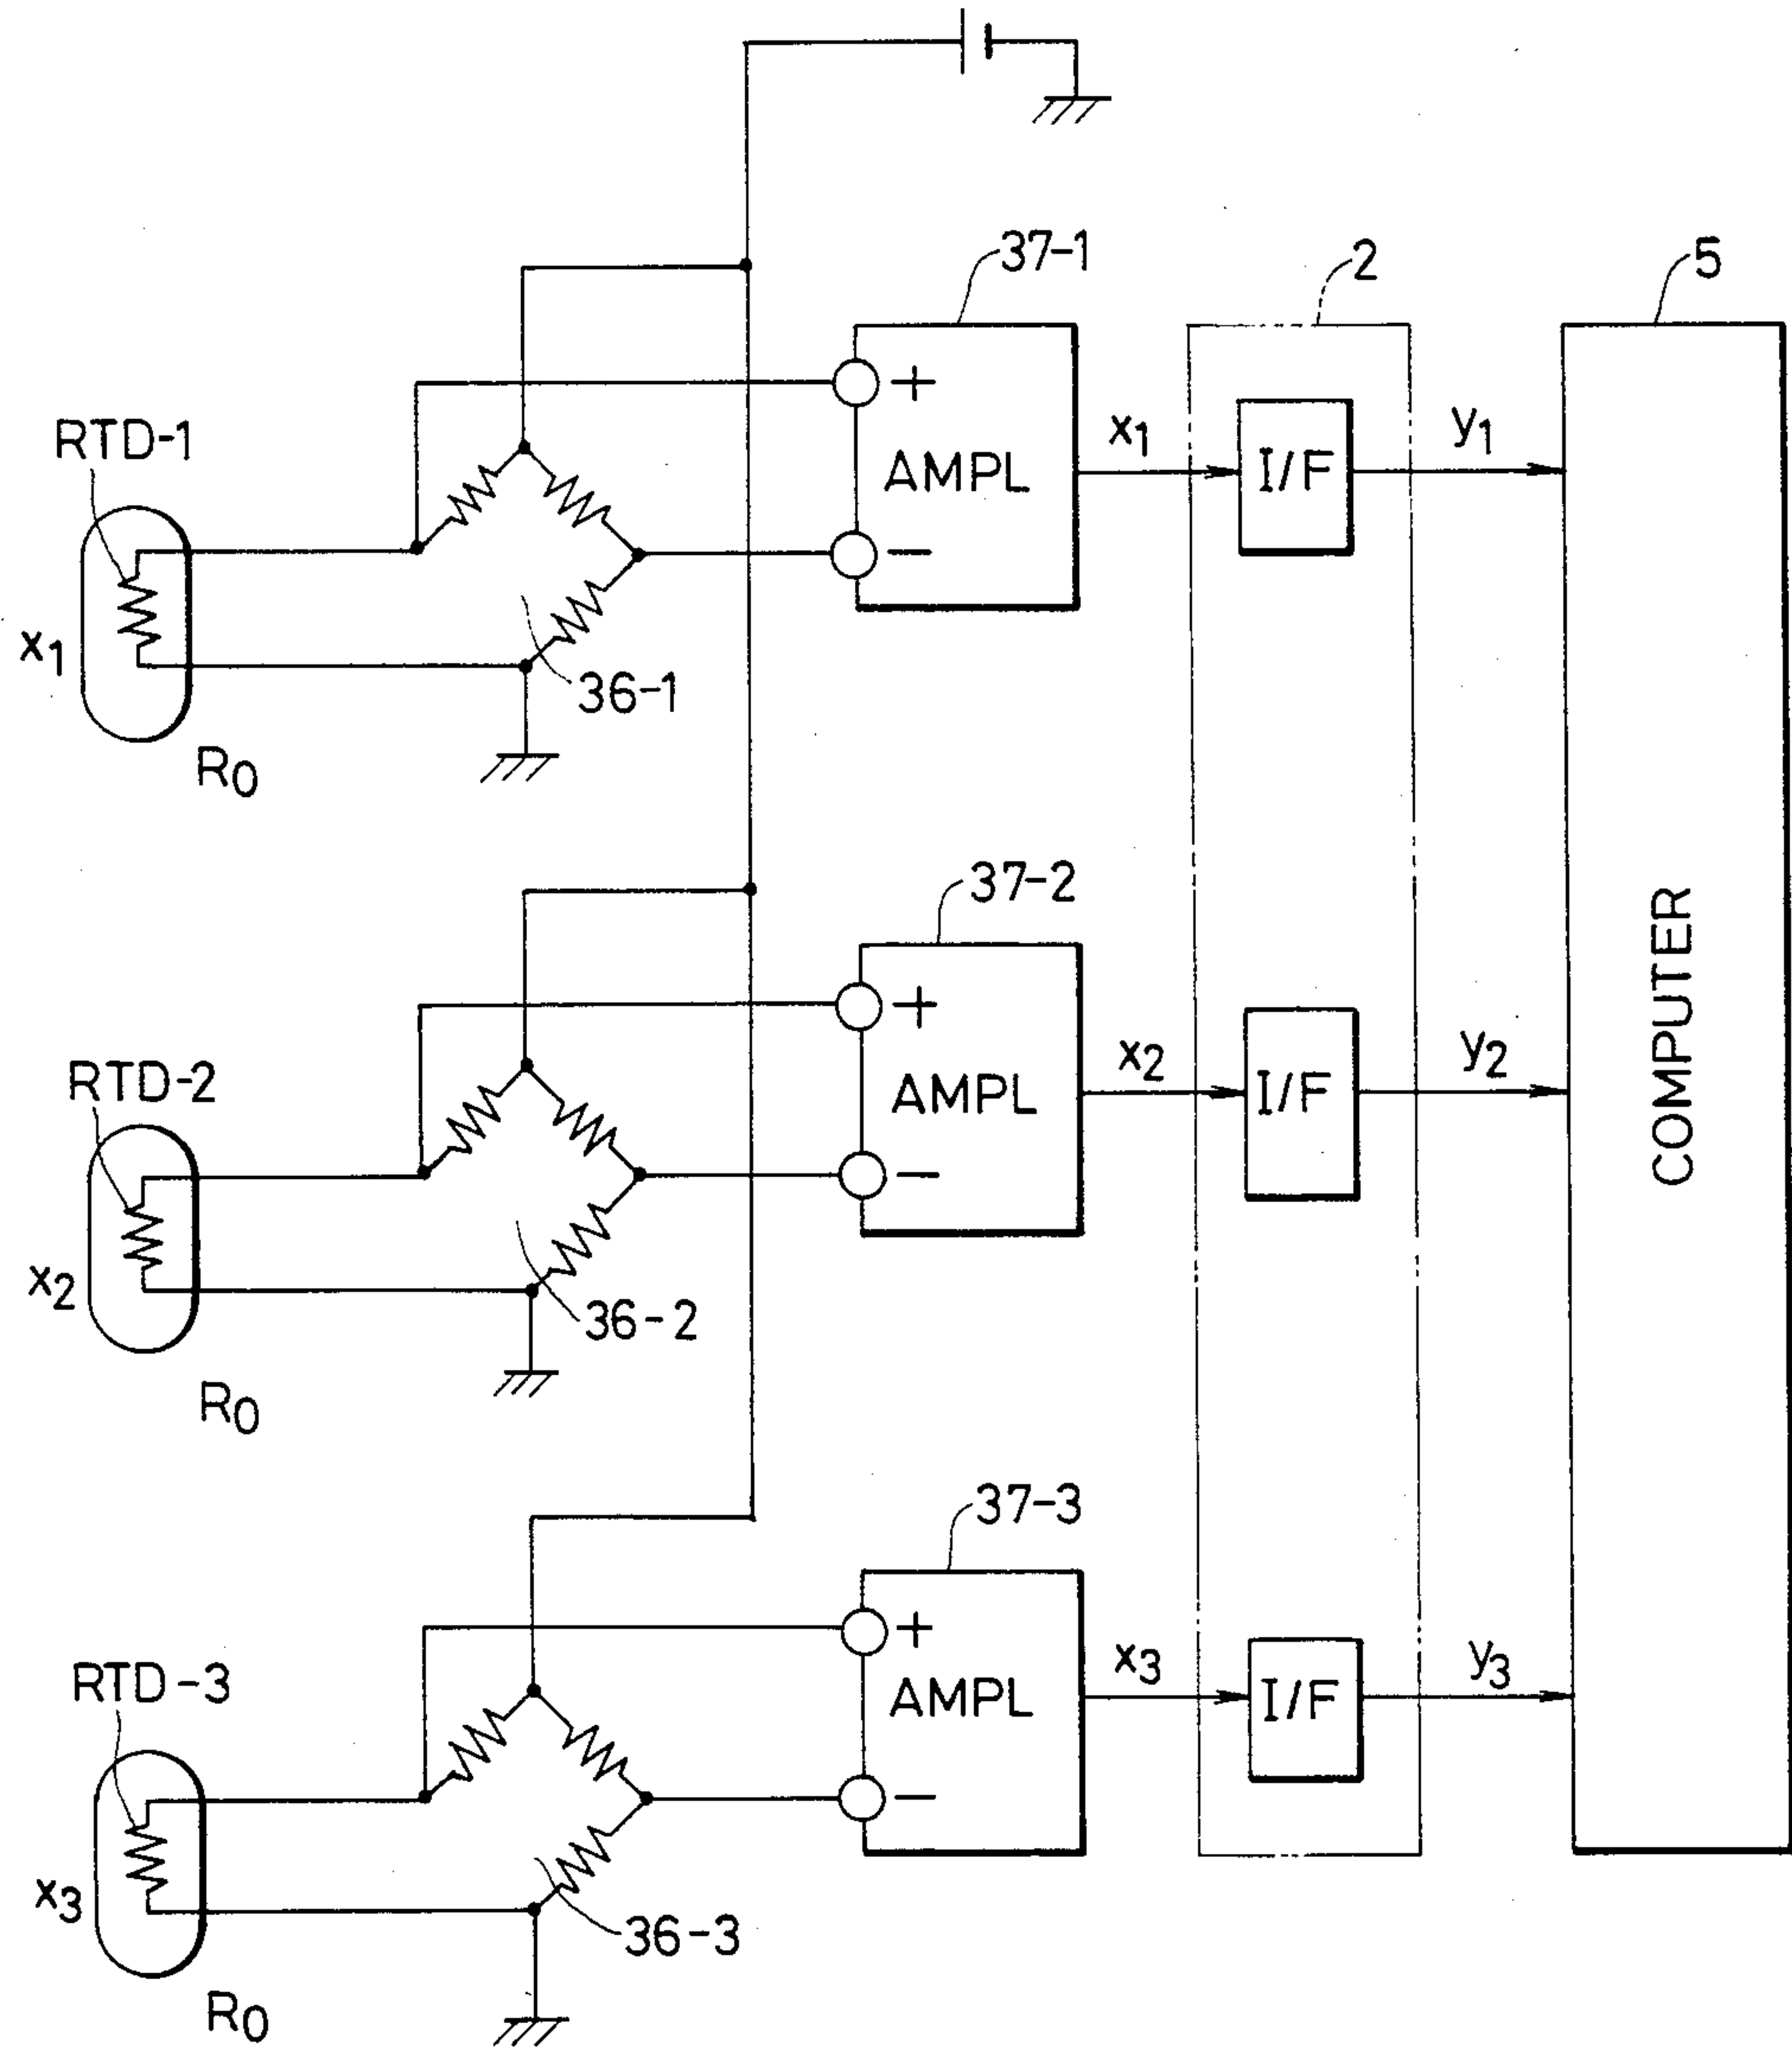 37-1
2
5
+
RTD-1
AMPL
x1
I/F
y1
−
x1
36-1
R0
37-2
+
RTD-2
AMPL
x2
I/F
y2
COMPUTER
−
x2
36-2
R0
37-3
+
RTD-3
AMPL
x3
I/F
y3
−
x3
36-3
R0